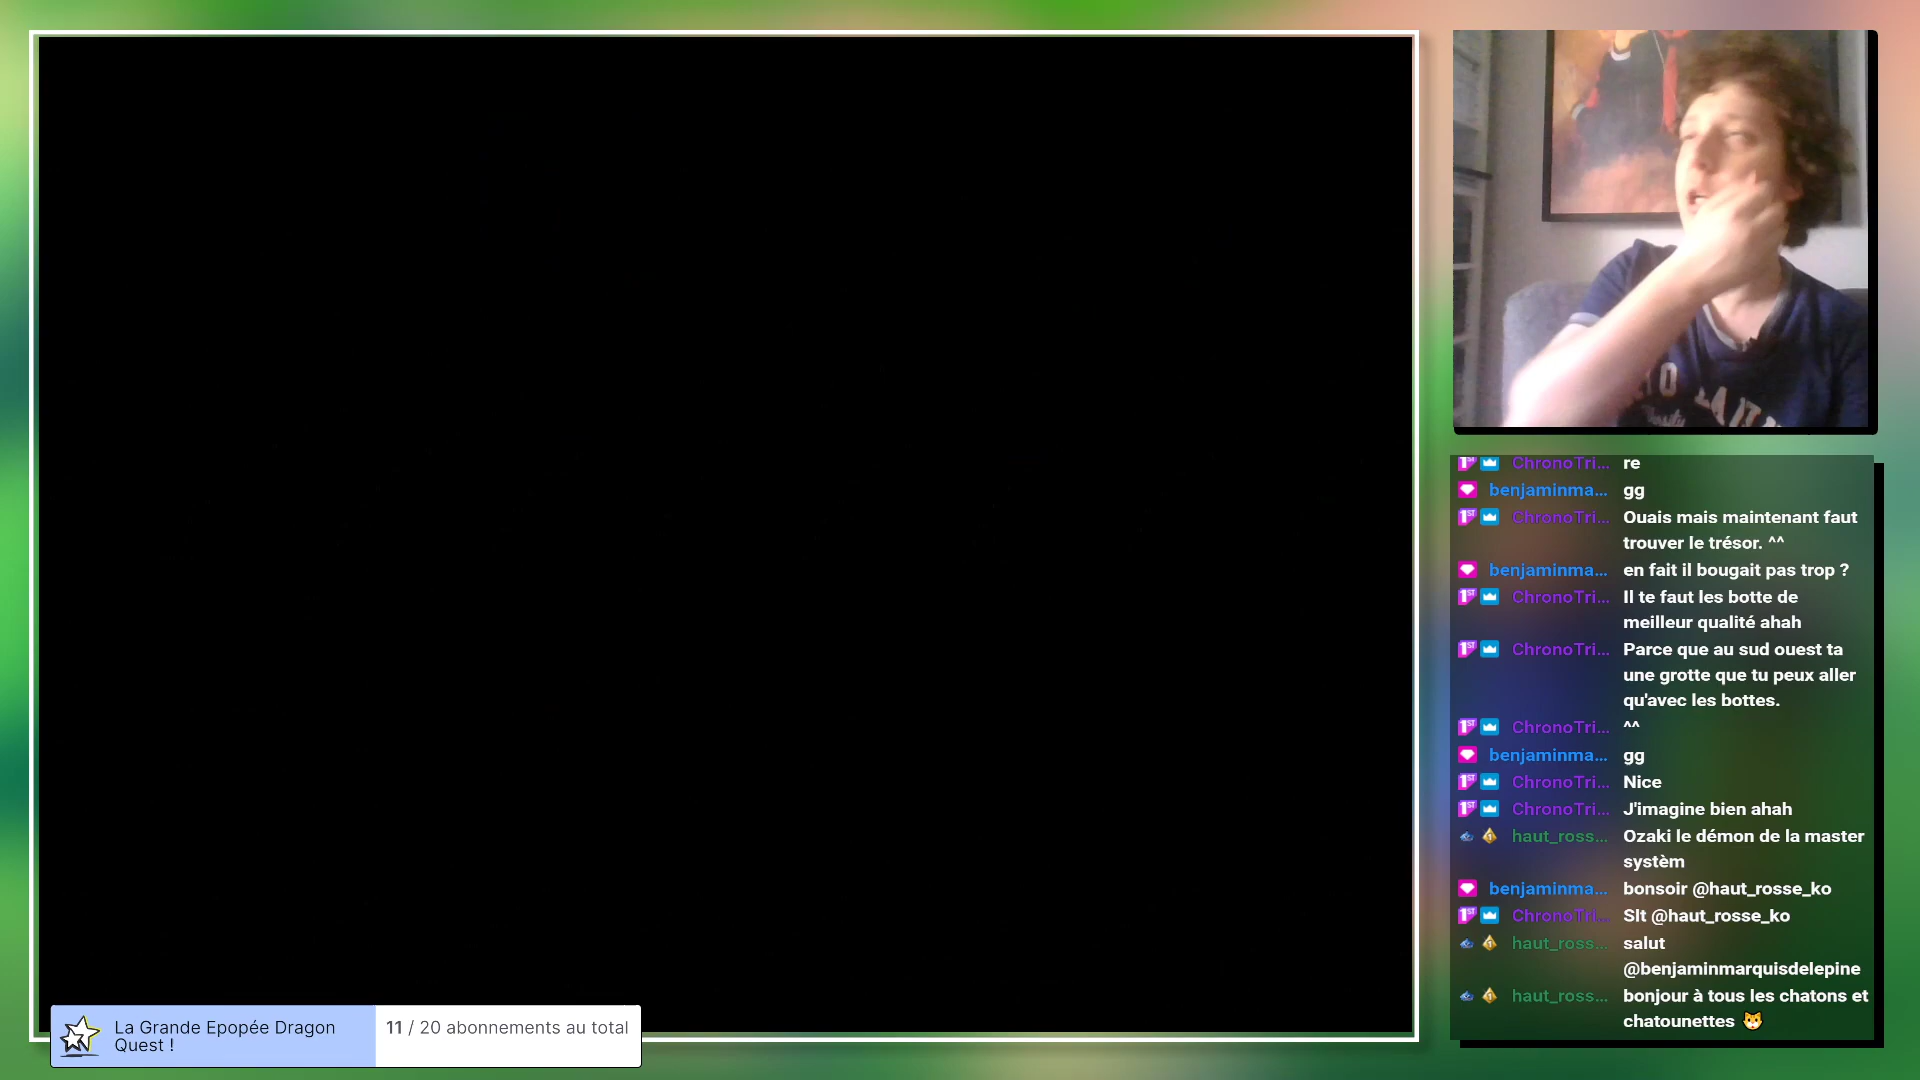 ChronoTri... re
benjaminma... gg
ChronoTri... Ouais mais maintenant faut
trouver le trésor. ^^
benjaminma... en fait il bougait pas trop ?
ChronoTri... Il te faut les botte de
meilleur qualité ahah
ChronoTri... Parce que au sud ouest ta
une grotte que tu peux aller
qu'avec les bottes.
ChronoTri... ^^
benjaminma... gg
ChronoTri... Nice
ChronoTri... J'imagine bien ahah
haut_ross... Ozaki le démon de la master
systèm
benjaminma... bonsoir @haut_rosse_ko
ChronoTri... Slt @haut_rosse_ko
haut_ross... salut
@benjaminmarquisdelepine
haut_ross... bonjour à tous les chatons et
chatounettes 🐱
La Grande Epopée Dragon
Quest !
11 / 20 abonnements au total